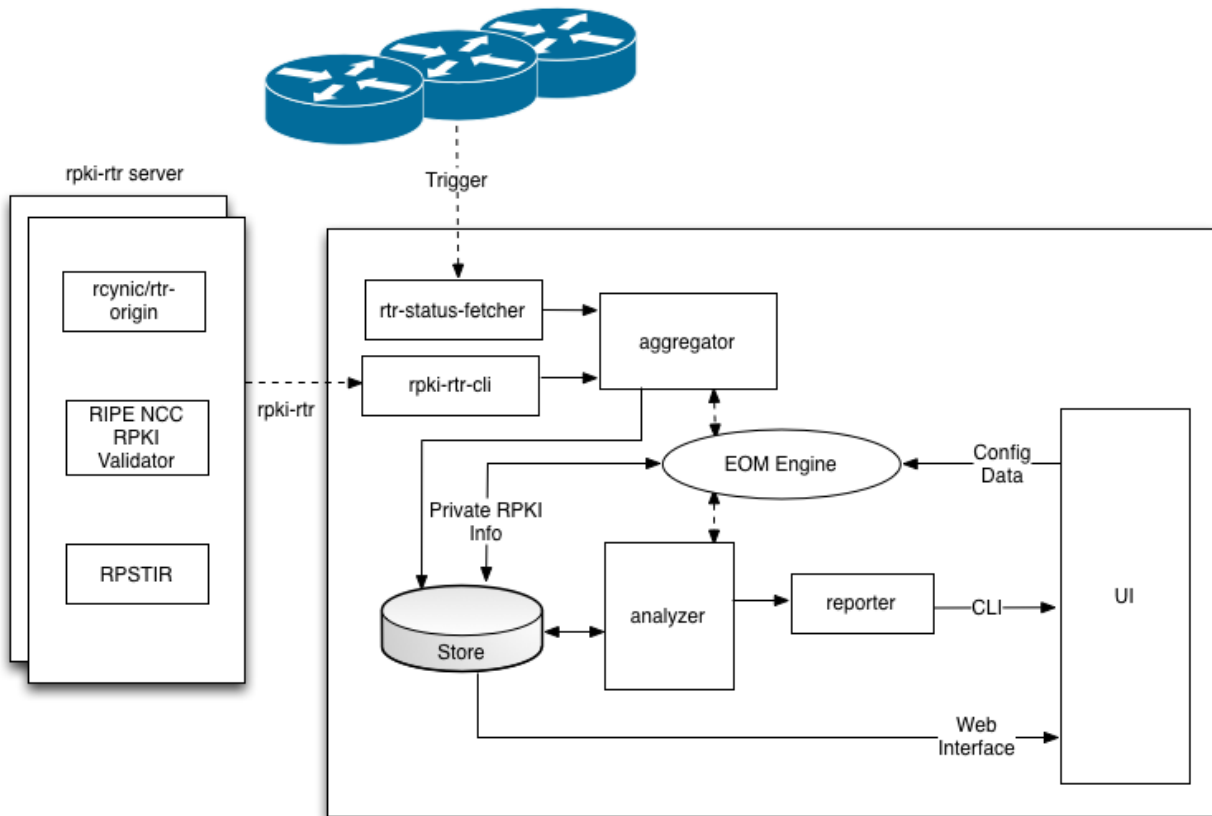 rpki-rtr server
Trigger
rcynic/rtr-
origin
RIPE NCC
RPKI
Validator
RPSTIR
rpki-rtr
rtr-status-fetcher
rpki-rtr-cli
aggregator
EOM Engine
Config
Data
Private RPKI
Info
Store
analyzer
reporter
CLI
UI
Web
Interface